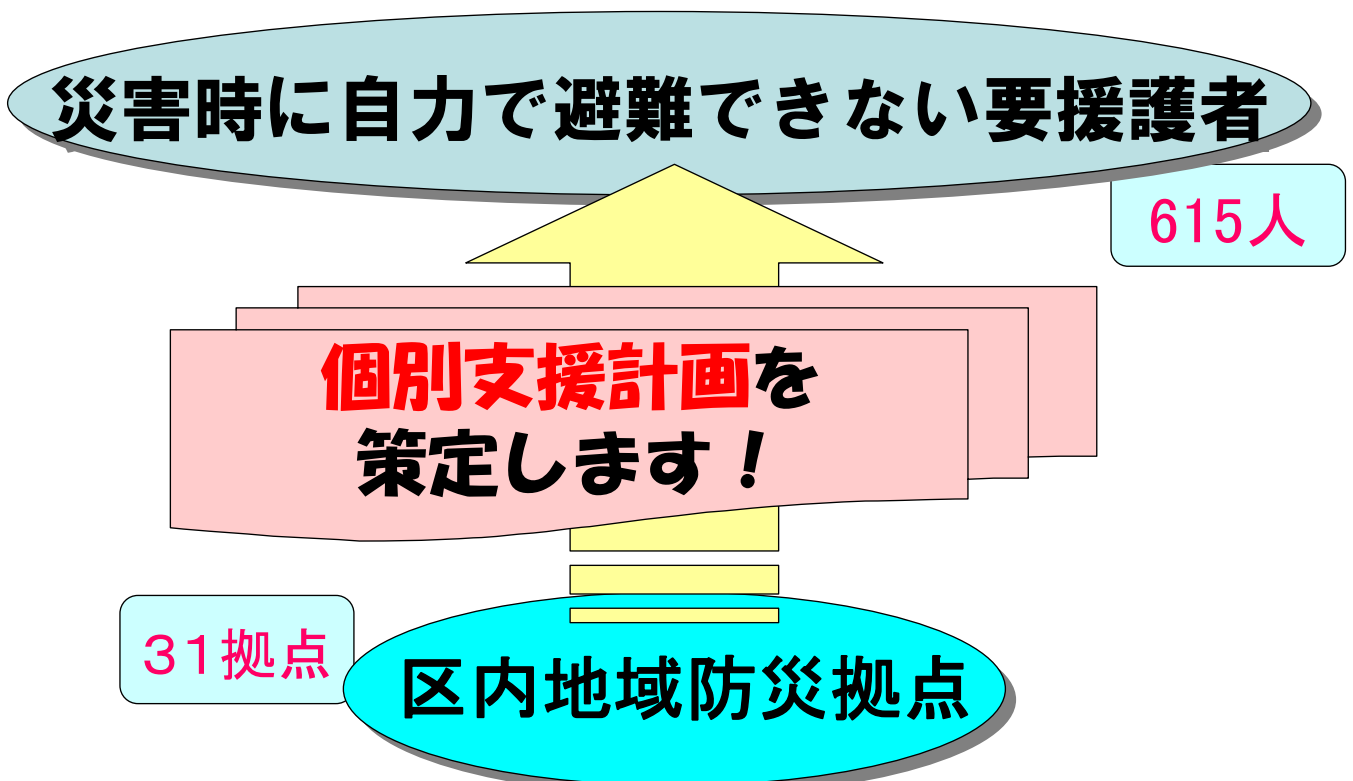 災害時に自力で避難できない要援護者
615人
個別支援計画を
策定します！
３１拠点
区内地域防災拠点